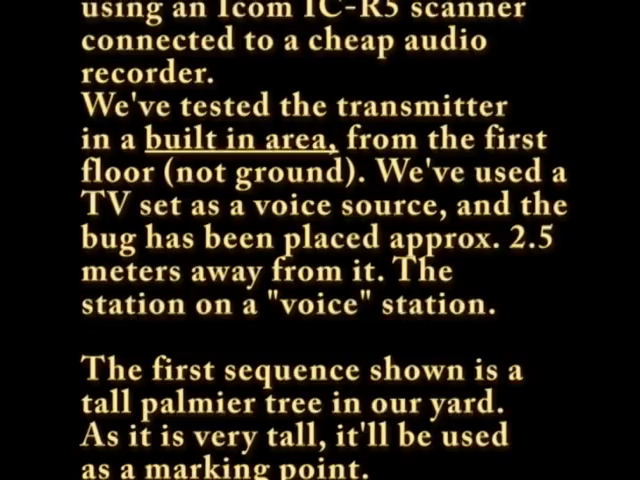 using an Icom IC-R5 scanner
connected to a cheap audio
recorder.
We've tested the transmitter
in a built in area, from the first
floor (not ground). We've used a
TV set as a voice source, and the
bug has been placed approx. 2.5
meters away from it. The
station on a "voice" station.
The first sequence shown is a
tall palmier tree in our yard.
As it is very tall, it'll be used
as a marking point.